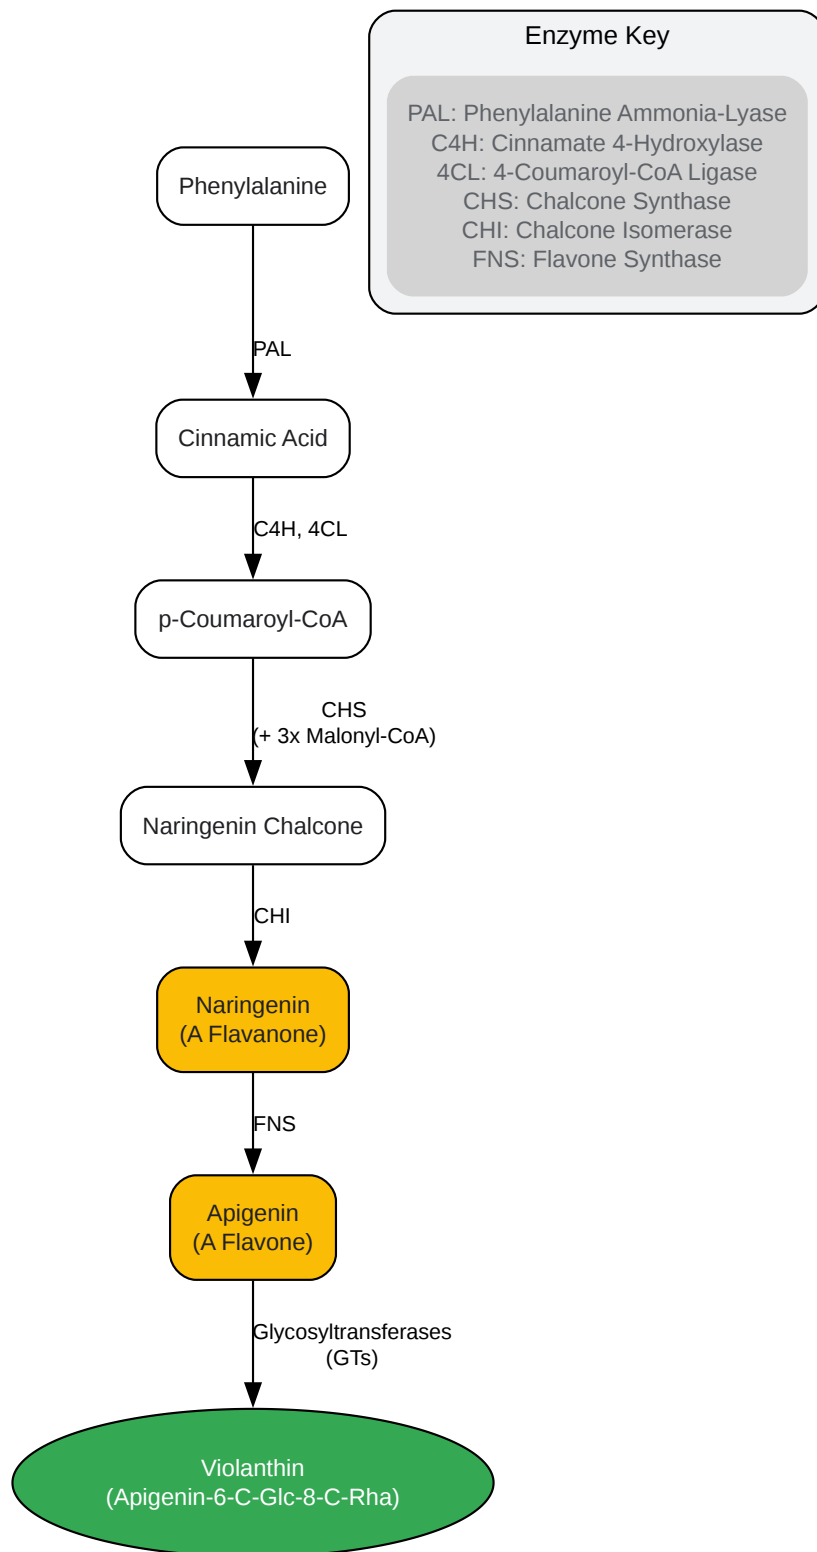 Enzyme Key
PAL: Phenylalanine Ammonia-Lyase
C4H: Cinnamate 4-Hydroxylase
4CL: 4-Coumaroyl-CoA Ligase
CHS: Chalcone Synthase
CHI: Chalcone Isomerase
FNS: Flavone Synthase
Phenylalanine
PAL
Cinnamic Acid
C4H, 4CL
p-Coumaroyl-CoA
CHS
(+ 3x Malonyl-CoA)
Naringenin Chalcone
CHI
Naringenin
(A Flavanone)
FNS
Apigenin
(A Flavone)
Glycosyltransferases
(GTs)
Violanthin
(Apigenin-6-C-Glc-8-C-Rha)